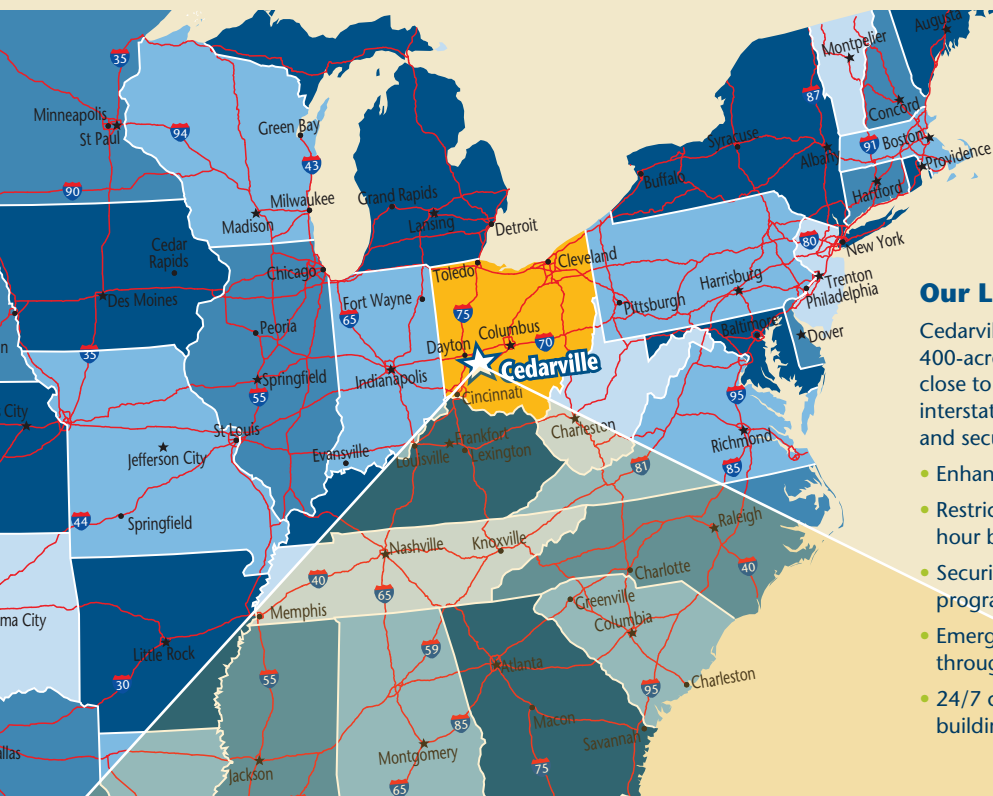 Augusta
Montpelier
35
87
Minneapolis
St Paul
94
Green Bay
Concord
Syracuse
91
Boston
Albany
Providence
43
90
Buffalo
Hartford
Milwaukee
Grand Rapids
Madison
Lansing
Detroit
Cedar
Rapids
Chicago
Toledo
Cleveland
80
New York
Harrisburg
Trenton
Philadelphia
Des Moines
Fort Wayne
Pittsburgh
65
75
Peoria
Columbus
70
Baltimore
Dover
Dayton
35
Cedarville
Indianapolis
Springfield
55
Cincinnati
95
City
St Louis
Jefferson City
Evansville
Louisville
Frankfort
Lexington
Charleston
Richmond
81
85
44
Springfield
Nashville
Knoxville
Raleigh
40
65
Charlotte
40
Memphis
Greenville
Columbia
ma City
Little Rock
59
Atlanta
30
55
95
Charleston
Macon
85
Savannah
allas
Jackson
Montgomery
65
75
Our L
Cedarvil
400-acre
close to
interstat
and secu
• Enhan
• Restric
hour b
• Securi
progra
• Emerg
throug
• 24/7 c
buildin